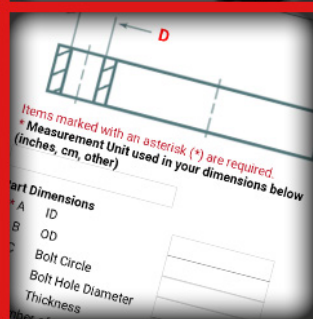 D
Items marked with an asterisk (*) are required.
* Measurement Unit used in your dimensions below
(inches, cm, other)
Part Dimensions
* A ID
B OD
C Bolt Circle
Bolt Hole Diameter
Thickness